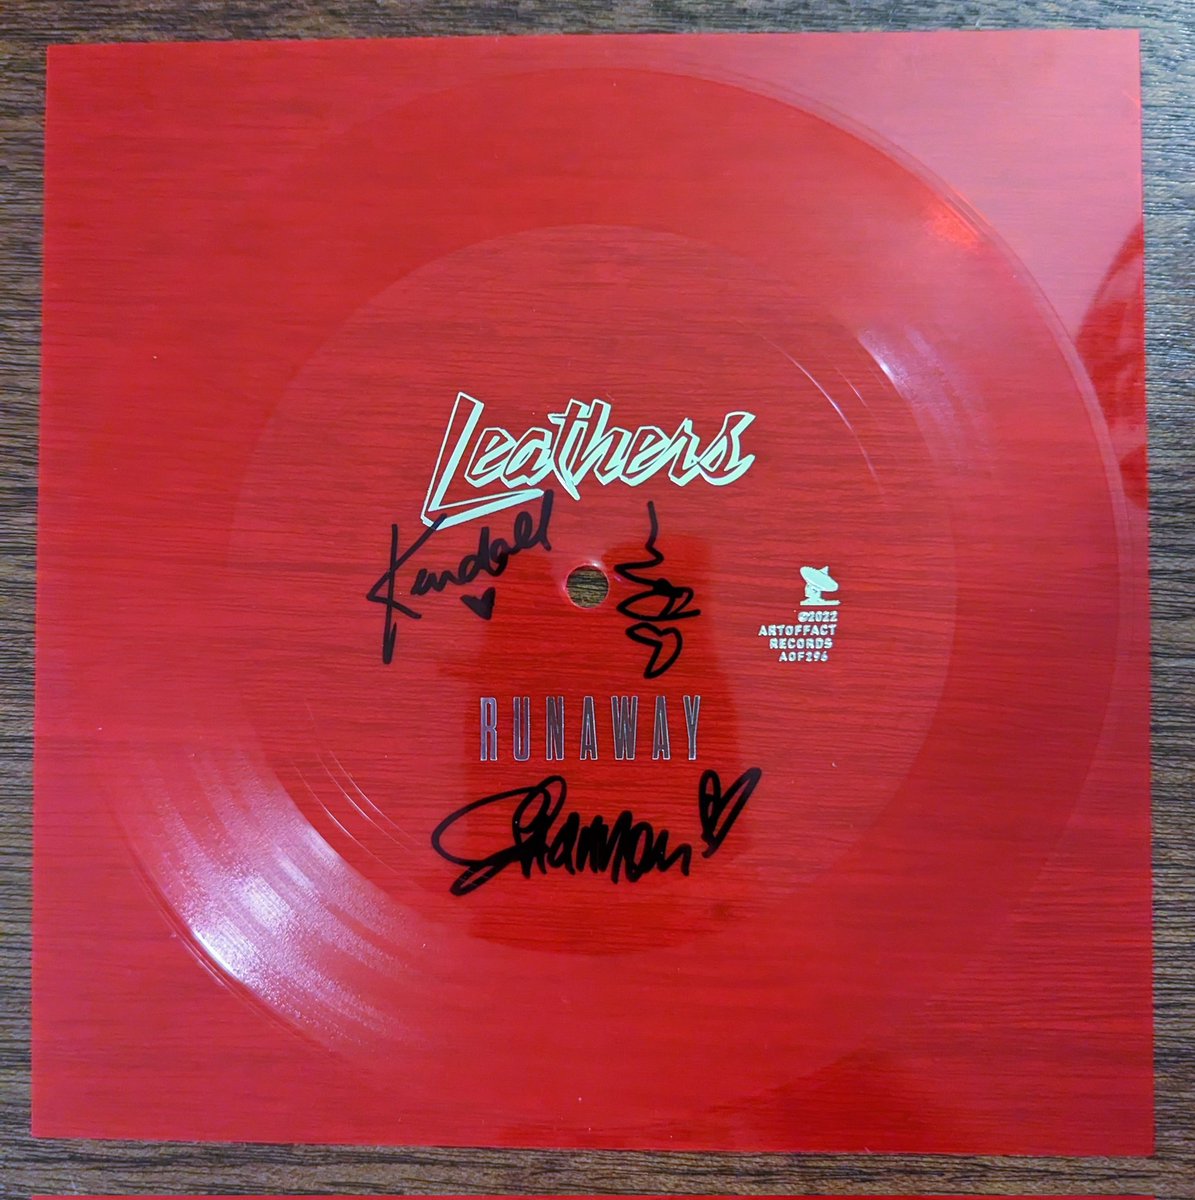 Leathers
Kendall
©2022
ARTOFFACT
RECORDS
AOF296
RUNAWAY
Shannon